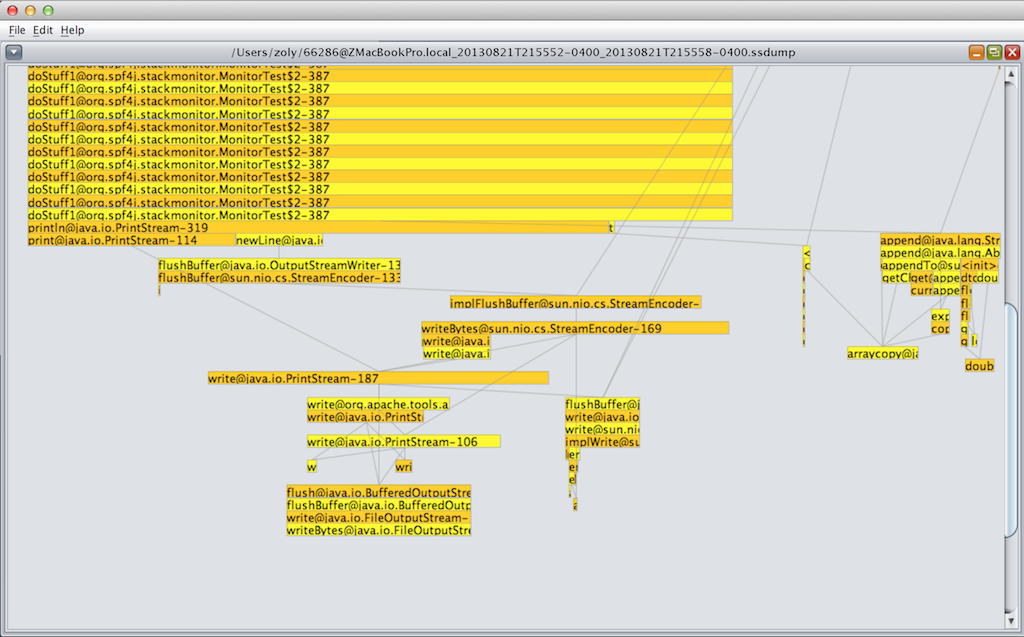 File Edit Help
/Users/zoly/66286@ZMacBookPro.local_20130821T215552-0400_20130821T215558-0400.ssdump
doStuff1@org.spf4j.stackmonitor.MonitorTest$2-387
doStuff1@org.spf4j.stackmonitor.MonitorTest$2-387
doStuff1@org.spf4j.stackmonitor.MonitorTest$2-387
doStuff1@org.spf4j.stackmonitor.MonitorTest$2-387
doStuff1@org.spf4j.stackmonitor.MonitorTest$2-387
doStuff1@org.spf4j.stackmonitor.MonitorTest$2-387
doStuff1@org.spf4j.stackmonitor.MonitorTest$2-387
doStuff1@org.spf4j.stackmonitor.MonitorTest$2-387
doStuff1@org.spf4j.stackmonitor.MonitorTest$2-387
doStuff1@org.spf4j.stackmonitor.MonitorTest$2-387
doStuff1@org.spf4j.stackmonitor.MonitorTest$2-387
doStuff1@org.spf4j.stackmonitor.MonitorTest$2-387
doStuff1@org.spf4j.stackmonitor.MonitorTest$2-387
println@java.io.PrintStream-319 t
print@java.io.PrintStream-114 newLine@java.i append@java.lang.Str
append@java.lang.Ab
flushBuffer@java.io.OutputStreamWriter-13 appendTo@su <init>
flushBuffer@sun.nio.cs.StreamEncoder-133 getCl get appe dtc dou
curr appe
implFlushBuffer@sun.nio.cs.StreamEncoder-
exp
writeBytes@sun.nio.cs.StreamEncoder-169 cop
write@java.i
write@java.i arraycopy@ja
doub
write@java.io.PrintStream-187
write@org.apache.tools.a flushBuffer@j
write@java.io.PrintSt write@java.io
write@sun.ni
write@java.io.PrintStream-106 implWrite@su
w wri
flush@java.io.BufferedOutputStre
flushBuffer@java.io.BufferedOutp
write@java.io.FileOutputStream-
writeBytes@java.io.FileOutputStre